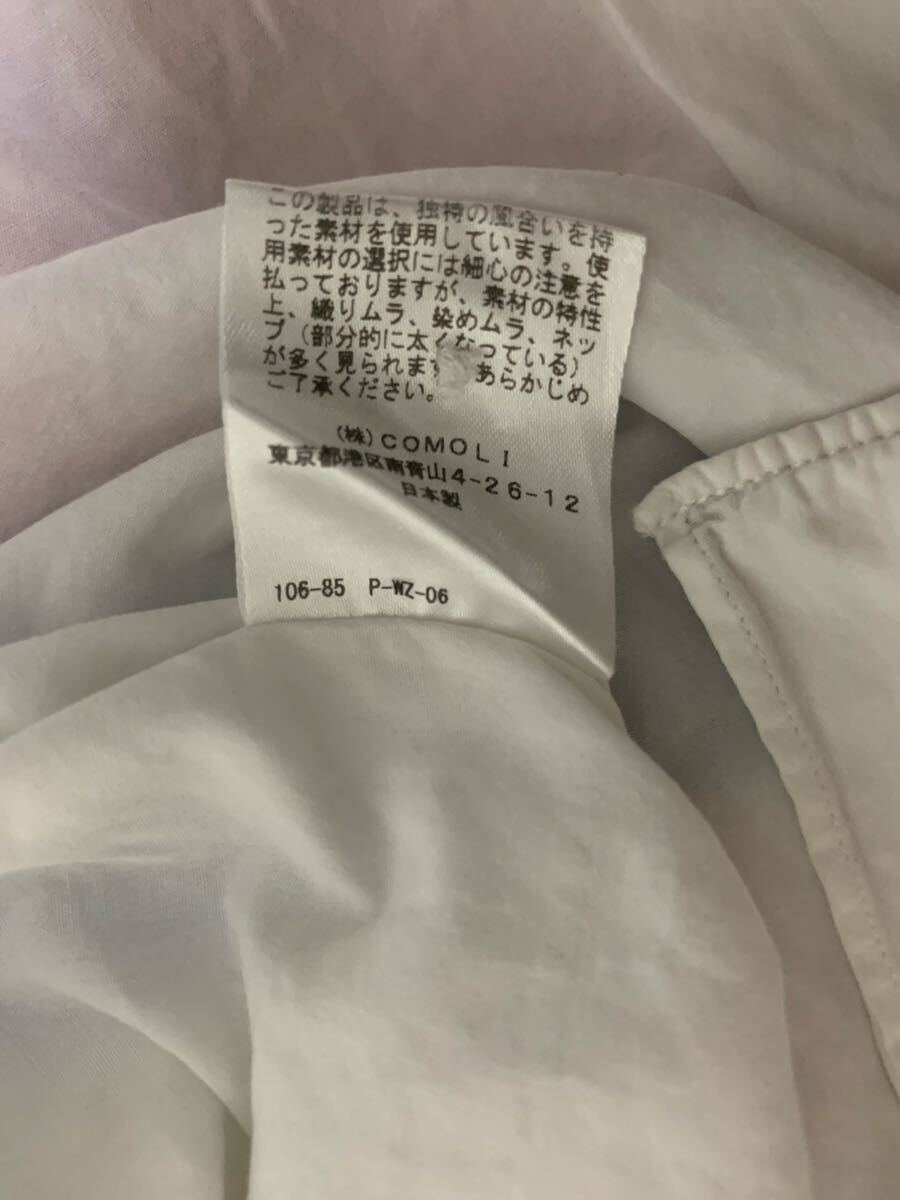 この製品は、独特の風合いを持
った素材を使用しています。使
用素材の選択には細心の注意を
払っておりますが、素材の特性
上、織りムラ、染めムラ、ネッ
プ（部分的に太くなっている）
が多く見られます あらかじめ
ご了承ください。
(株)COMOLI
東京都港区南青山4-26-12
日本製
106-85 P-WZ-06